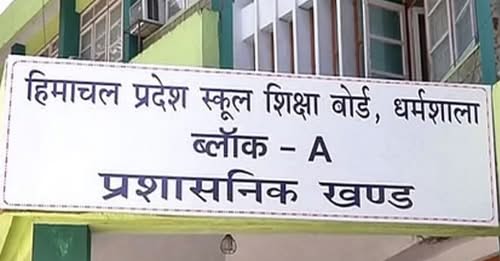 हिमाचल प्रदेश स्कूल शिक्षा बोर्ड, धर्मशाला
ब्लॉक - A
प्रशासनिक खण्ड